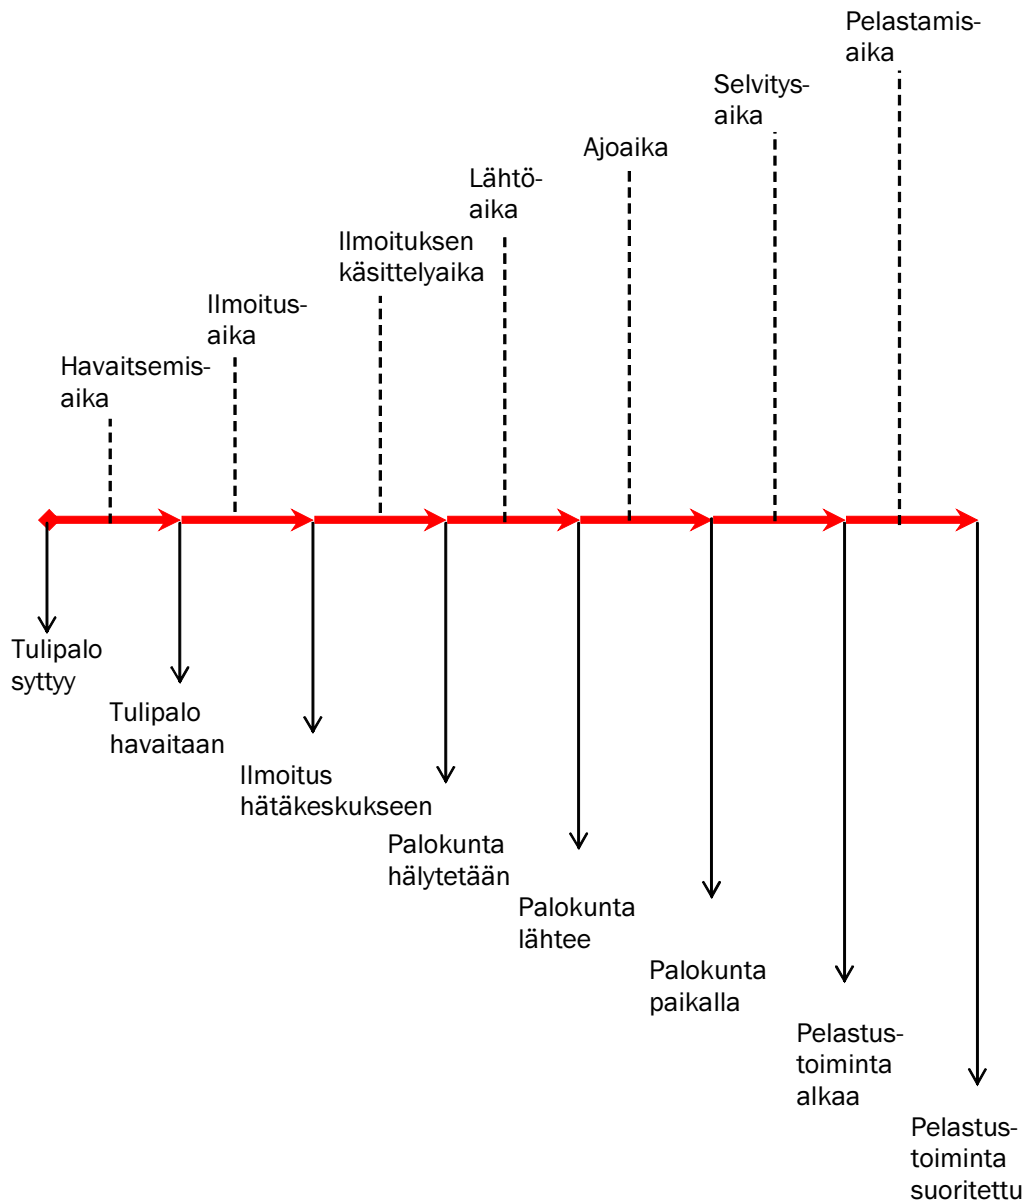 Pelastamis-
aika
Selvitys-
aika
Ajoaika
Lähtö-
aika
Ilmoituksen
käsittelyaika
Ilmoitus-
aika
Havaitsemis-
aika
Tulipalo
syttyy
Tulipalo
havaitaan
Ilmoitus
hätäkeskukseen
Palokunta
hälytetään
Palokunta
lähtee
Palokunta
paikalla
Pelastus-
toiminta
alkaa
Pelastus-
toiminta
suoritettu